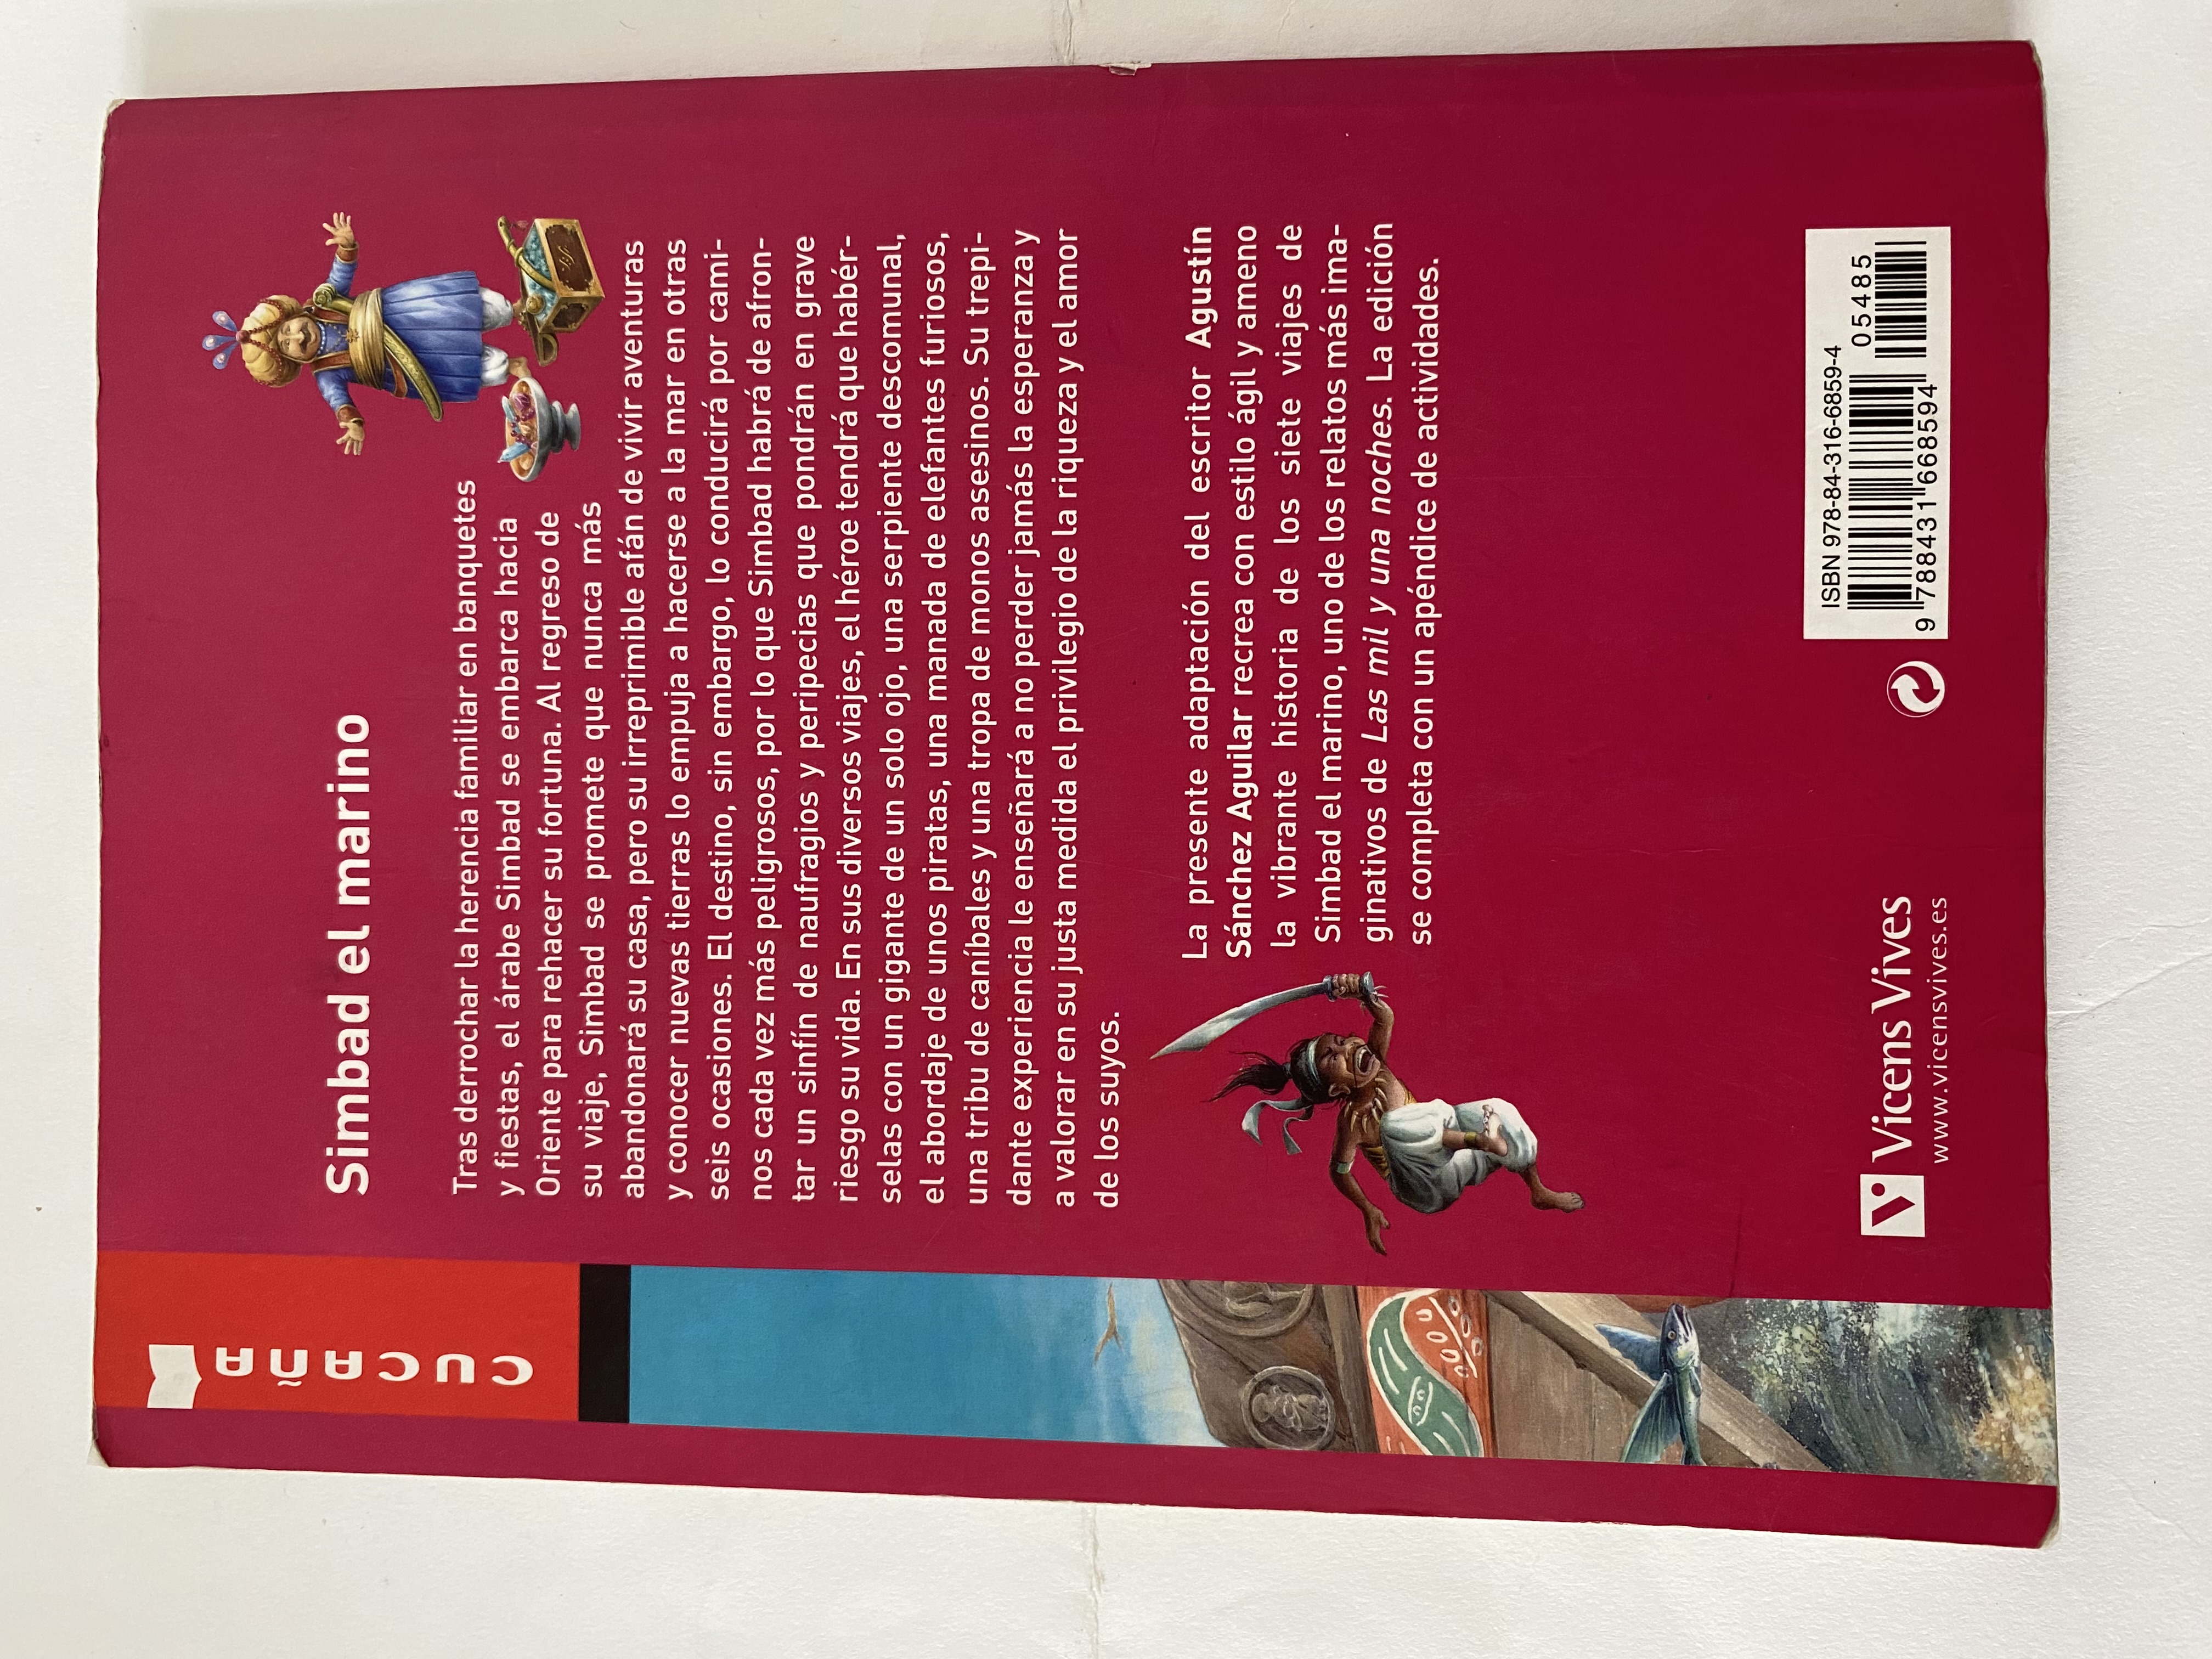 CUCAÑA
Simbad el marino
Tras derrochar la herencia familiar en banquetes
y fiestas, el árabe Simbad se embarca hacia
Oriente para rehacer su fortuna. Al regreso de
su viaje, Simbad se promete que nunca más
abandonará su casa, pero su irreprimible afán de vivir aventuras
y conocer nuevas tierras lo empuja a hacerse a la mar en otras
seis ocasiones. El destino, sin embargo, lo conducirá por cami-
nos cada vez más peligrosos, por lo que Simbad habrá de afron-
tar un sinfín de naufragios y peripecias que pondrán en grave
riesgo su vida. En sus diversos viajes, el héroe tendrá que habér-
selas con un gigante de un solo ojo, una serpiente descomunal,
el abordaje de unos piratas, una manada de elefantes furiosos,
una tribu de caníbales y una tropa de monos asesinos. Su trepi-
dante experiencia le enseñará a no perder jamás la esperanza y
a valorar en su justa medida el privilegio de la riqueza y el amor
de los suyos.
La presente adaptación del escritor Agustín
Sánchez Aguilar recrea con estilo ágil y ameno
la vibrante historia de los siete viajes de
Simbad el marino, uno de los relatos más ima-
ginativos de Las mil y una noches. La edición
se completa con un apéndice de actividades.
Vicens Vives
www.vicensvives.es
ISBN 978-84-316-6859-4
05485
9 788431 668594